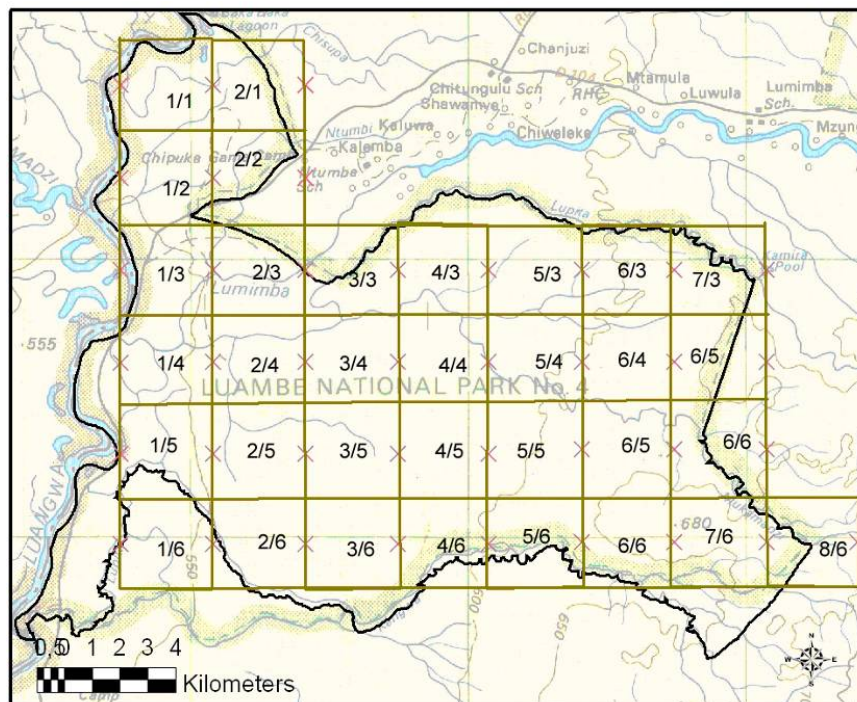 Baka Baka
Lagoon
Chisupa
Chanjuzi
D 104
Mtamula
Lumimba
Sch.
Chitungulu Sch
RHC
Luwula
Shawanwe
Mzun
1/1
2/1
Ntumbi
Kaluwa
Chiweleke
MADZI
Chipuka
2/2
Kalemba
Ntumba
Sch
1/2
Lupita
Kamira
Pool
1/3
2/3
3/3
4/3
5/3
6/3
7/3
Lumimba
555
1/4
2/4
3/4
4/4
5/4
6/4
6/5
LUAMBE NATIONAL PARK No. 4
1/5
2/5
3/5
4/5
5/5
6/5
6/6
LUANGWA
680
1/6
2/6
3/6
4/6
5/6
6/6
7/6
8/6
550
600
650
0,5 0 1 2 3 4
Kilometers
N
W
E
S